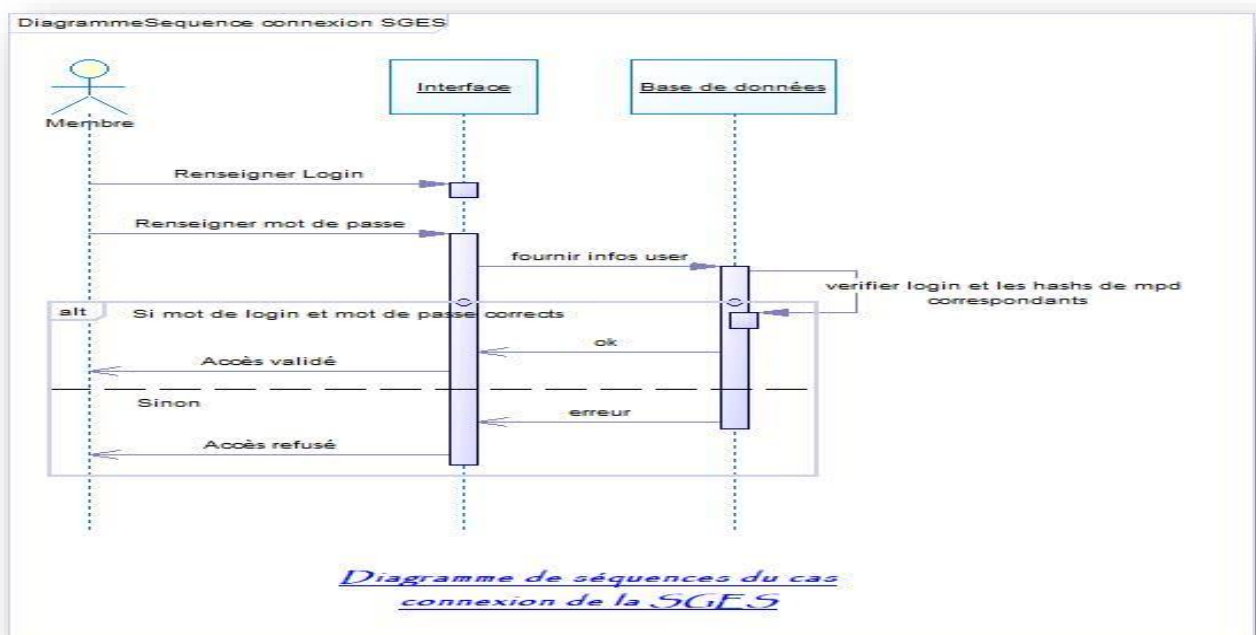 DiagrammeSequence connexion SGES
Interface
Base de données
Membre
Renseigner Login
Renseigner mot de passe
fournir infos user
verifier login et les hashs de mpd
correspondants
alt
Si mot de login et mot de passe corrects
ok
Accès validé
Sinon
erreur
Accès refusé
Diagramme de séquences du cas
connexion de la SGES